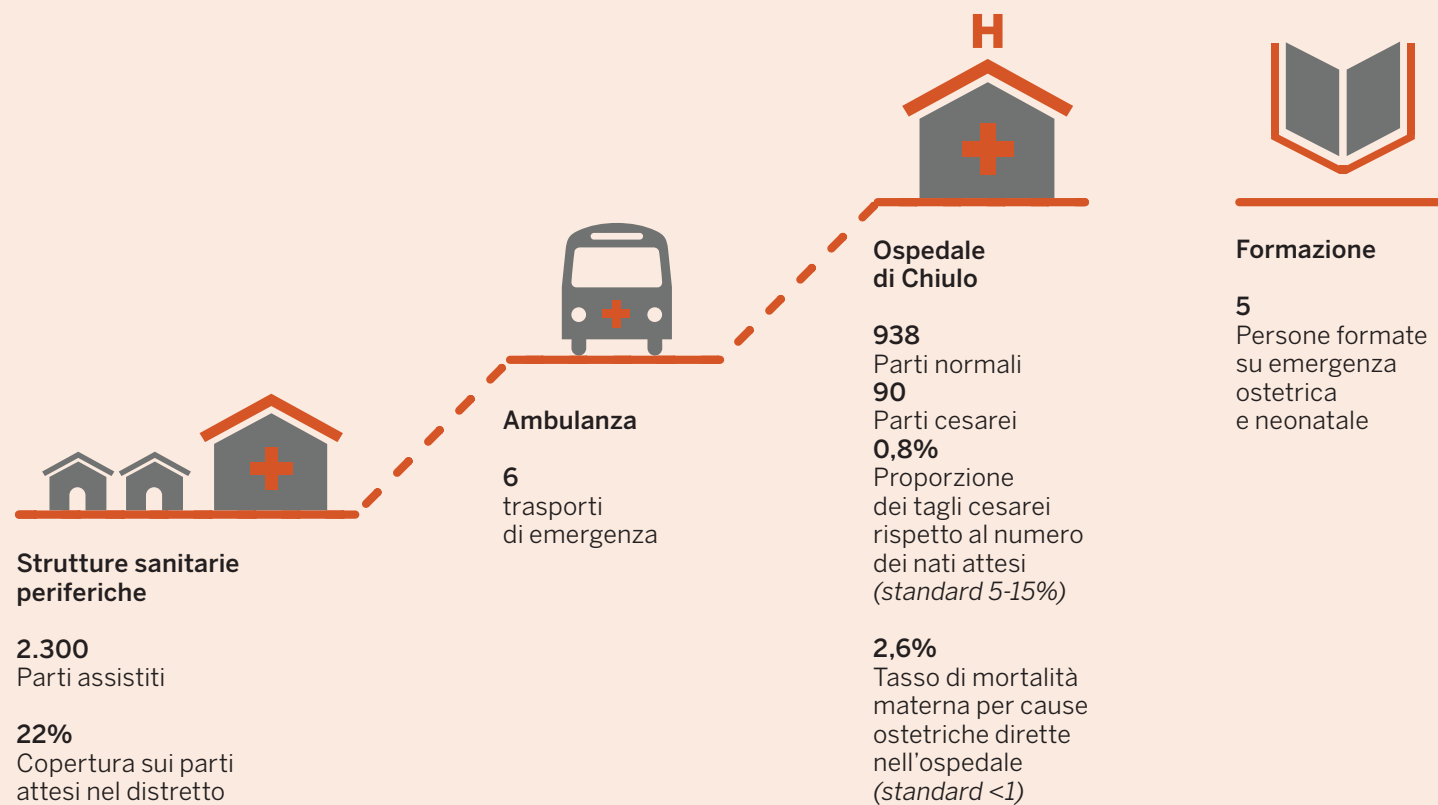 Strutture sanitarie
periferiche
2.300
Parti assistiti
22%
Copertura sui parti
attesi nel distretto
Ambulanza
6
trasporti
di emergenza
H
Ospedale
di Chiulo
938
Parti normali
90
Parti cesarei
0,8%
Proporzione
dei tagli cesarei
rispetto al numero
dei nati attesi
(standard 5-15%)
2,6%
Tasso di mortalità
materna per cause
ostetriche dirette
nell’ospedale
(standard <1)
Formazione
5
Persone formate
su emergenza
ostetrica
e neonatale